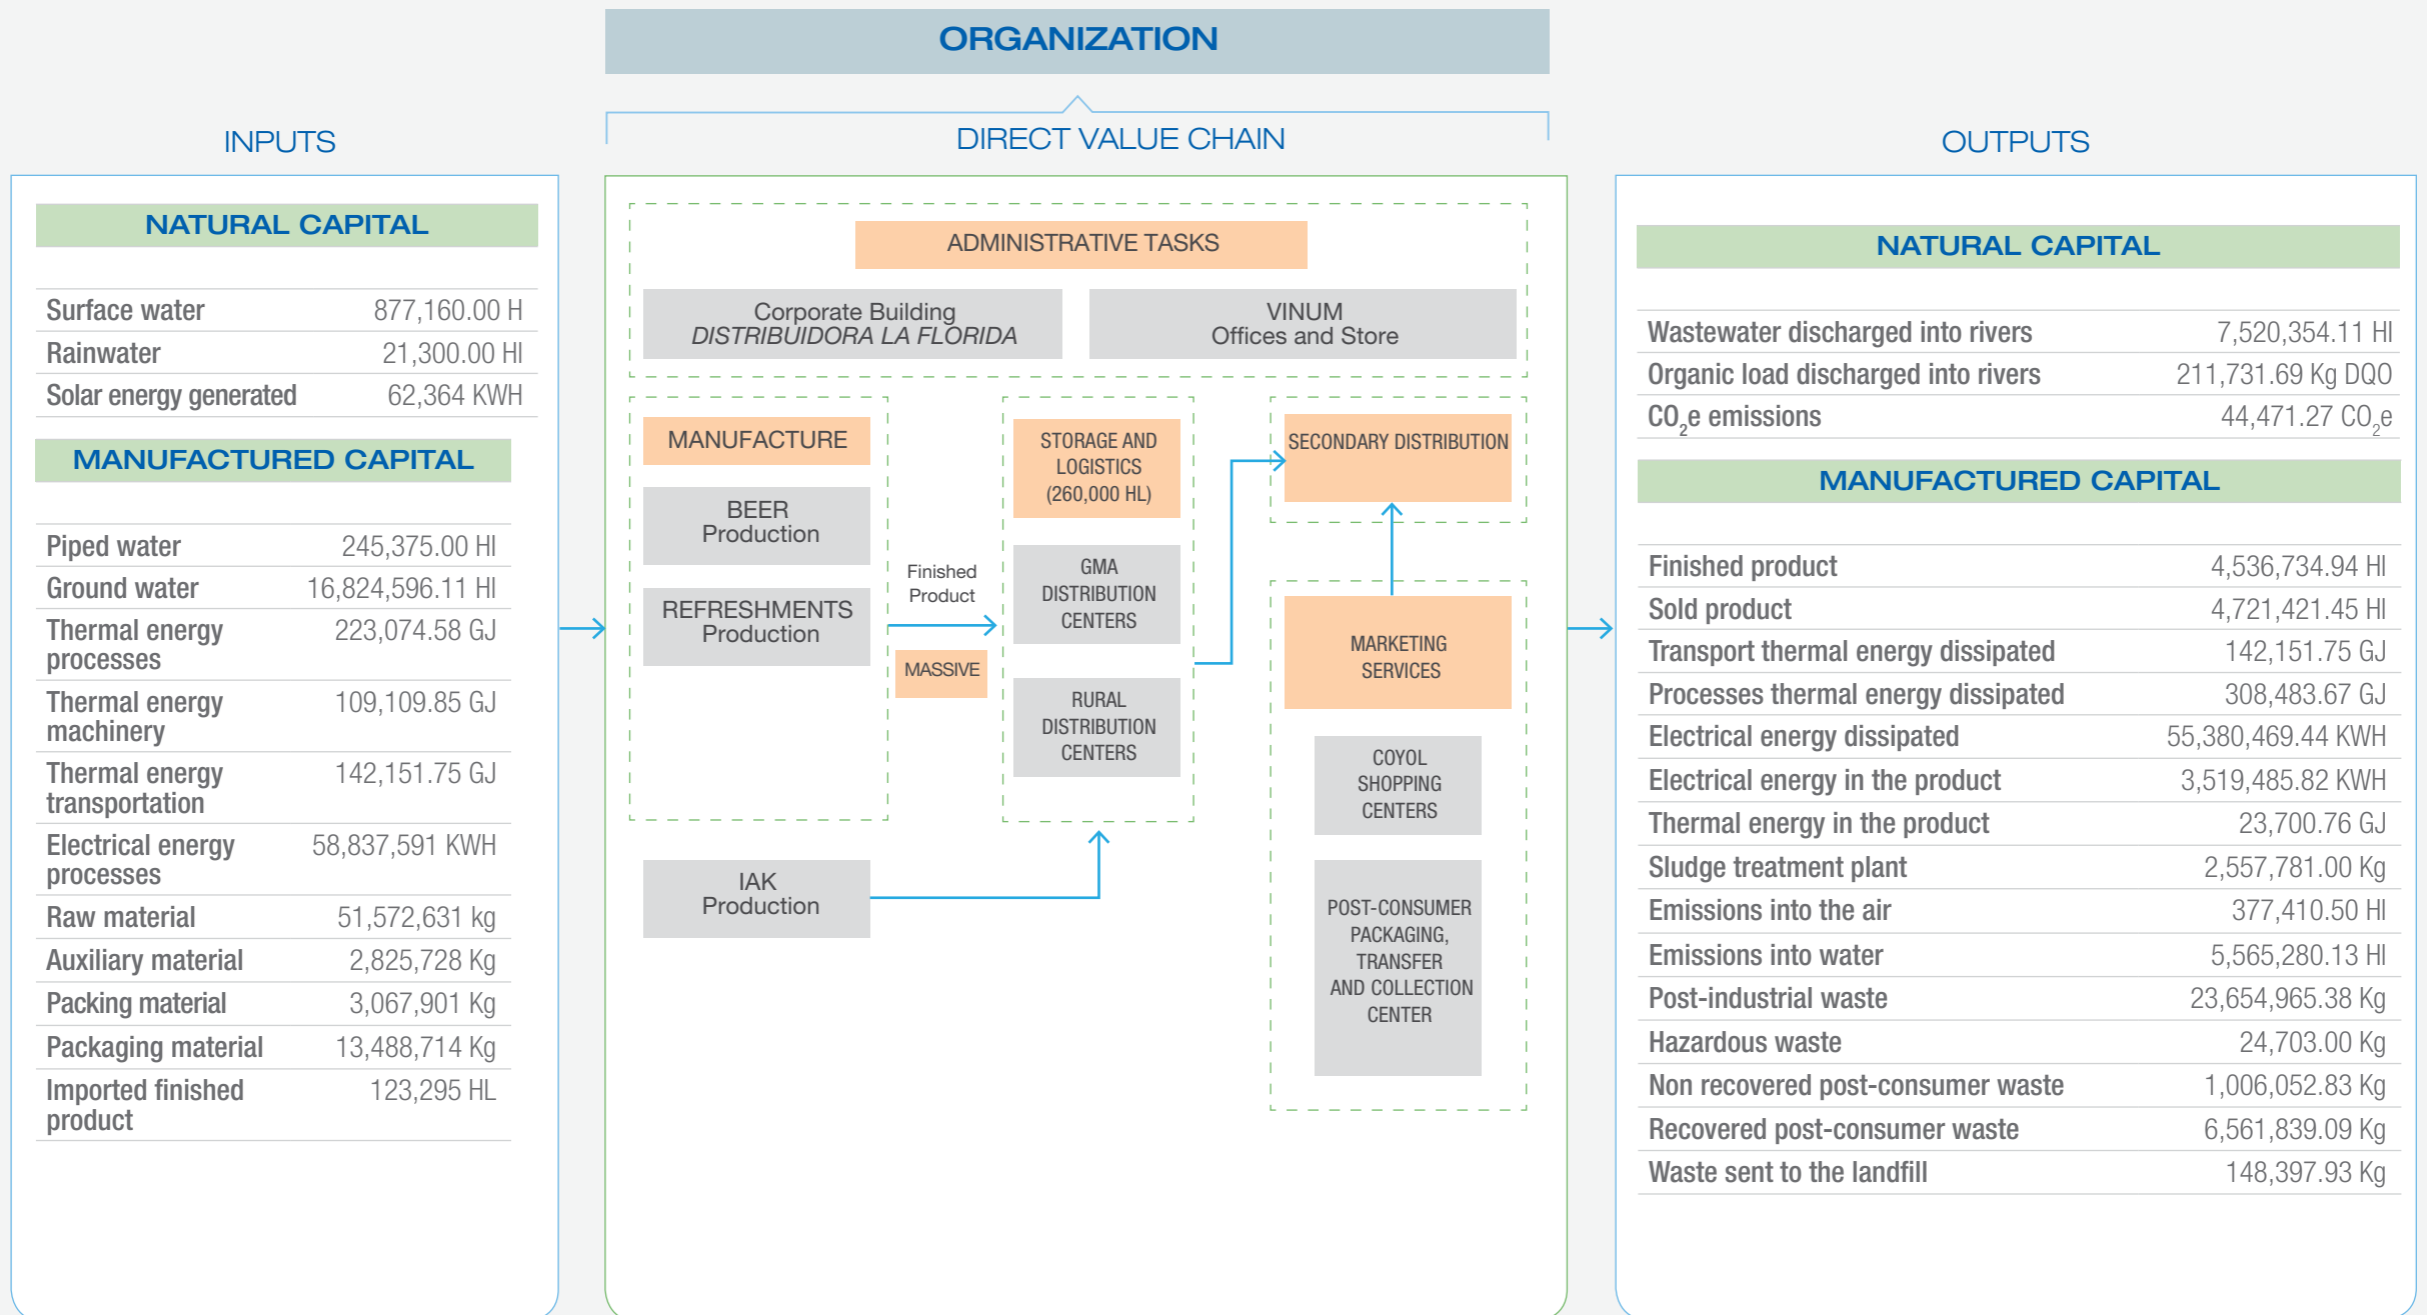 ORGANIZATION
INPUTS
DIRECT VALUE CHAIN
OUTPUTS
NATURAL CAPITAL
Surface water 877,160.00 H
Rainwater 21,300.00 Hl
Solar energy generated 62,364 KWH
MANUFACTURED CAPITAL
Piped water 245,375.00 Hl
Ground water 16,824,596.11 Hl
Thermal energy 223,074.58 GJ
processes
Thermal energy 109,109.85 GJ
machinery
Thermal energy 142,151.75 GJ
transportation
Electrical energy 58,837,591 KWH
processes
Raw material 51,572,631 kg
Auxiliary material 2,825,728 Kg
Packing material 3,067,901 Kg
Packaging material 13,488,714 Kg
Imported finished 123,295 HL
product
ADMINISTRATIVE TASKS
Corporate Building
DISTRIBUIDORA LA FLORIDA
VINUM
Offices and Store
MANUFACTURE
BEER
Production
REFRESHMENTS
Production
IAK
Production
Finished
Product
MASSIVE
STORAGE AND
LOGISTICS
(260,000 HL)
GMA
DISTRIBUTION
CENTERS
RURAL
DISTRIBUTION
CENTERS
SECONDARY DISTRIBUTION
MARKETING
SERVICES
COYOL
SHOPPING
CENTERS
POST-CONSUMER
PACKAGING,
TRANSFER
AND COLLECTION
CENTER
NATURAL CAPITAL
Wastewater discharged into rivers 7,520,354.11 Hl
Organic load discharged into rivers 211,731.69 Kg DQO
CO₂e emissions 44,471.27 CO₂e
MANUFACTURED CAPITAL
Finished product 4,536,734.94 Hl
Sold product 4,721,421.45 Hl
Transport thermal energy dissipated 142,151.75 GJ
Processes thermal energy dissipated 308,483.67 GJ
Electrical energy dissipated 55,380,469.44 KWH
Electrical energy in the product 3,519,485.82 KWH
Thermal energy in the product 23,700.76 GJ
Sludge treatment plant 2,557,781.00 Kg
Emissions into the air 377,410.50 Hl
Emissions into water 5,565,280.13 Hl
Post-industrial waste 23,654,965.38 Kg
Hazardous waste 24,703.00 Kg
Non recovered post-consumer waste 1,006,052.83 Kg
Recovered post-consumer waste 6,561,839.09 Kg
Waste sent to the landfill 148,397.93 Kg